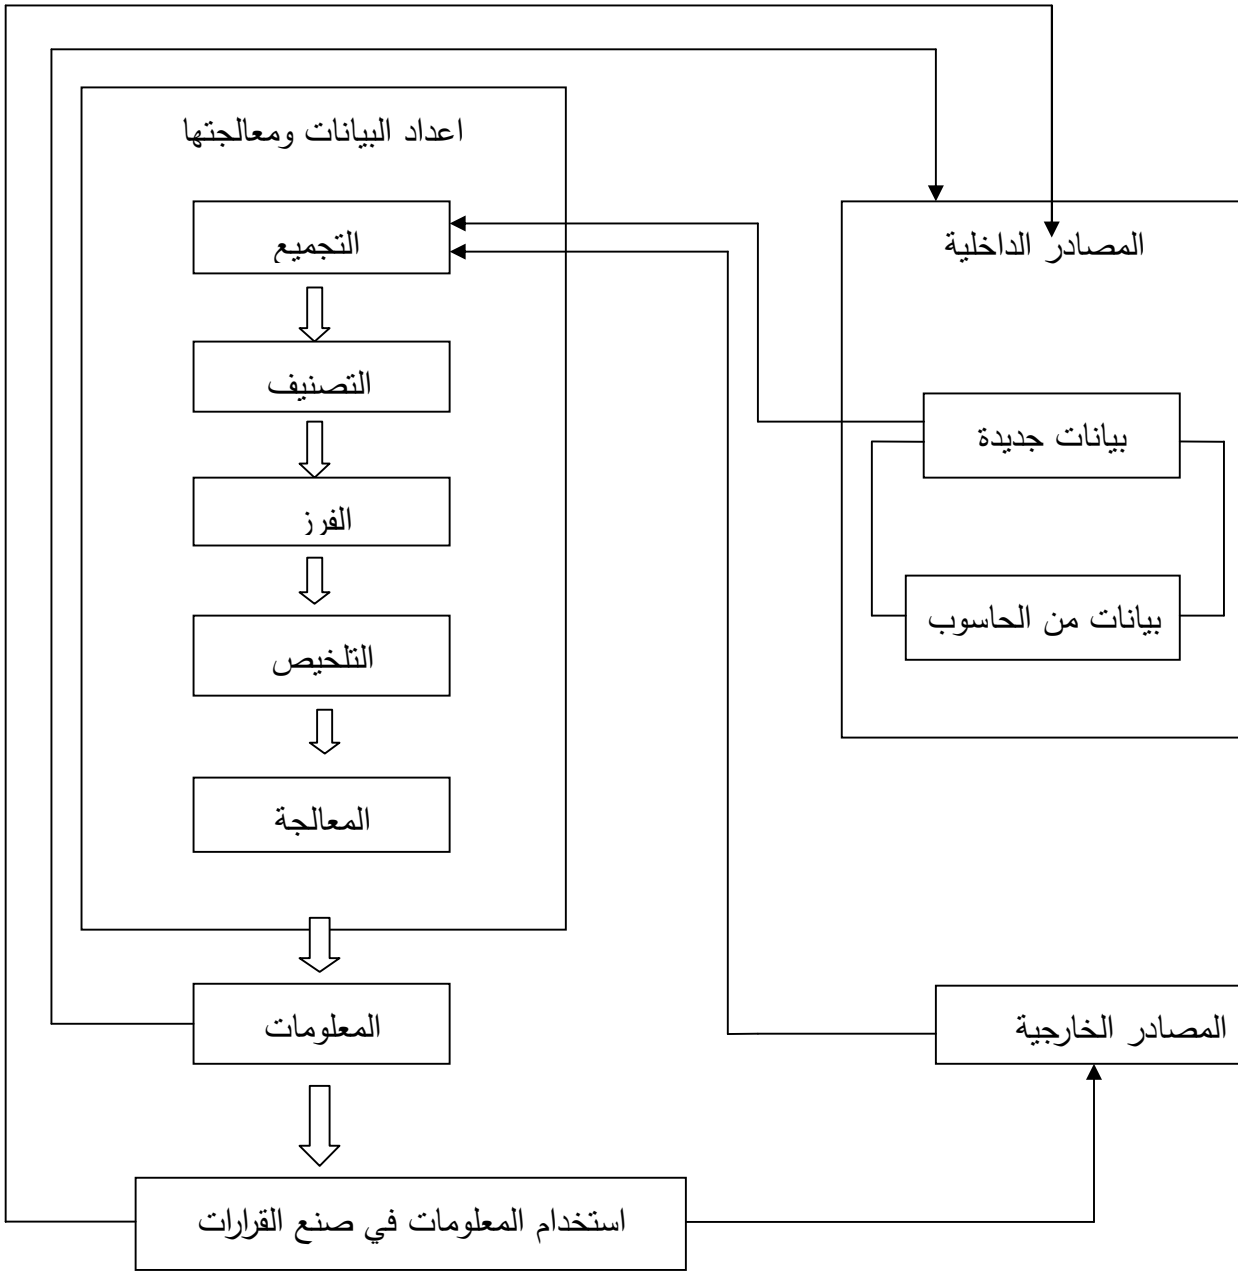 اعداد البيانات ومعالجتها
المصادر الداخلية
التجميع
التصنيف
بيانات جديدة
الفرز
بيانات من الحاسوب
التلخيص
المعالجة
المعلومات
المصادر الخارجية
استخدام المعلومات في صنع القرارات